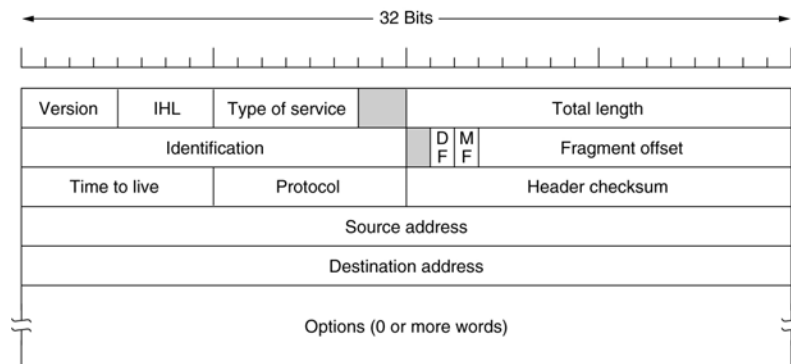 32 Bits
Version IHL Type of service Total length
Identification D F M F Fragment offset
Time to live Protocol Header checksum
Source address
Destination address
Options (0 or more words)